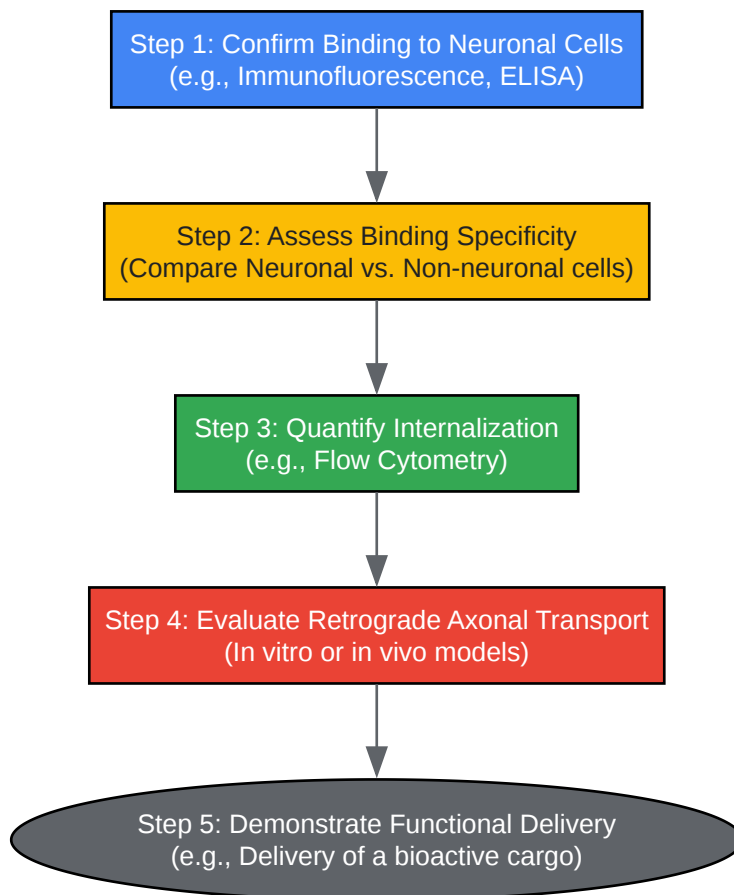 Step 1: Confirm Binding to Neuronal Cells
(e.g., Immunofluorescence, ELISA)
Step 2: Assess Binding Specificity
(Compare Neuronal vs. Non-neuronal cells)
Step 3: Quantify Internalization
(e.g., Flow Cytometry)
Step 4: Evaluate Retrograde Axonal Transport
(In vitro or in vivo models)
Step 5: Demonstrate Functional Delivery
(e.g., Delivery of a bioactive cargo)